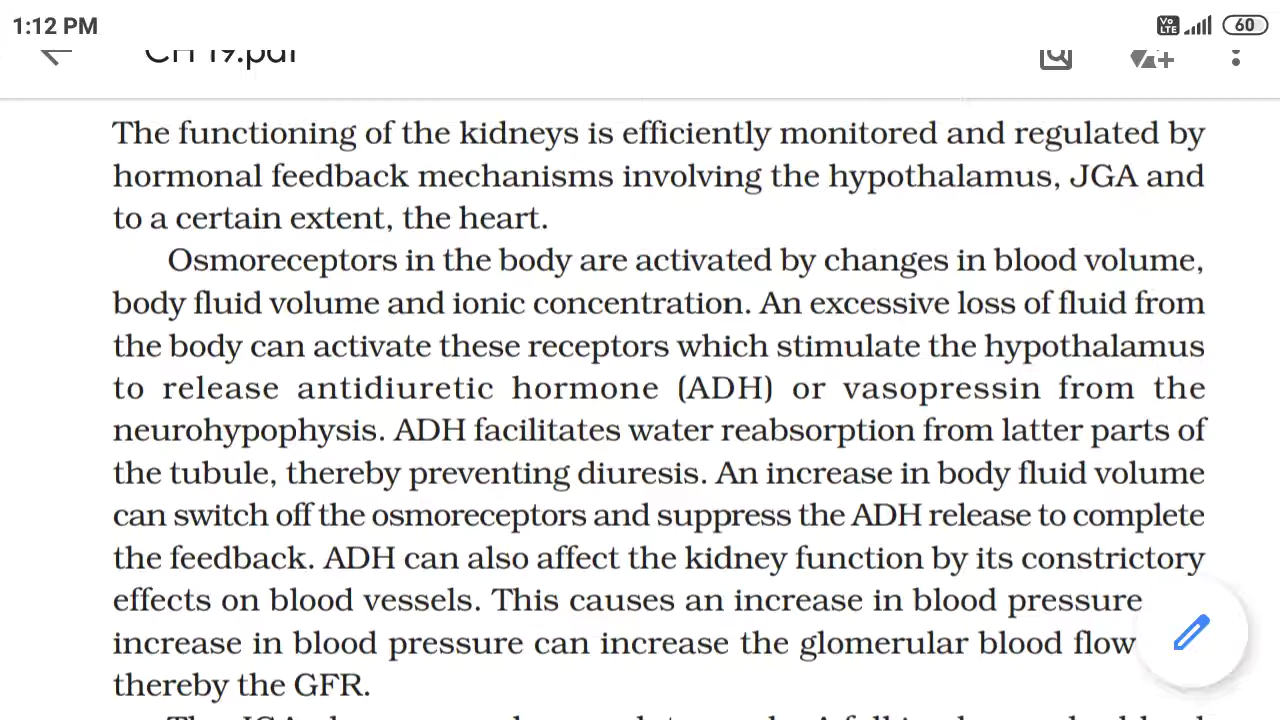 1:12 PM
Vo LTE 60
CH 19.pdf
The functioning of the kidneys is efficiently monitored and regulated by
hormonal feedback mechanisms involving the hypothalamus, JGA and
to a certain extent, the heart.
Osmoreceptors in the body are activated by changes in blood volume,
body fluid volume and ionic concentration. An excessive loss of fluid from
the body can activate these receptors which stimulate the hypothalamus
to release antidiuretic hormone (ADH) or vasopressin from the
neurohypophysis. ADH facilitates water reabsorption from latter parts of
the tubule, thereby preventing diuresis. An increase in body fluid volume
can switch off the osmoreceptors and suppress the ADH release to complete
the feedback. ADH can also affect the kidney function by its constrictory
effects on blood vessels. This causes an increase in blood pressure
increase in blood pressure can increase the glomerular blood flow
thereby the GFR.